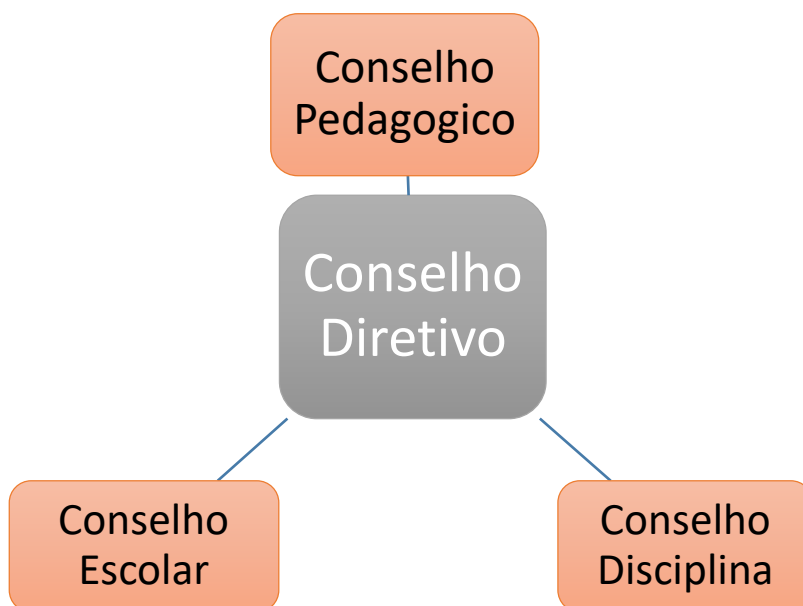 Conselho
Pedagogico
Conselho
Diretivo
Conselho
Escolar
Conselho
Disciplina